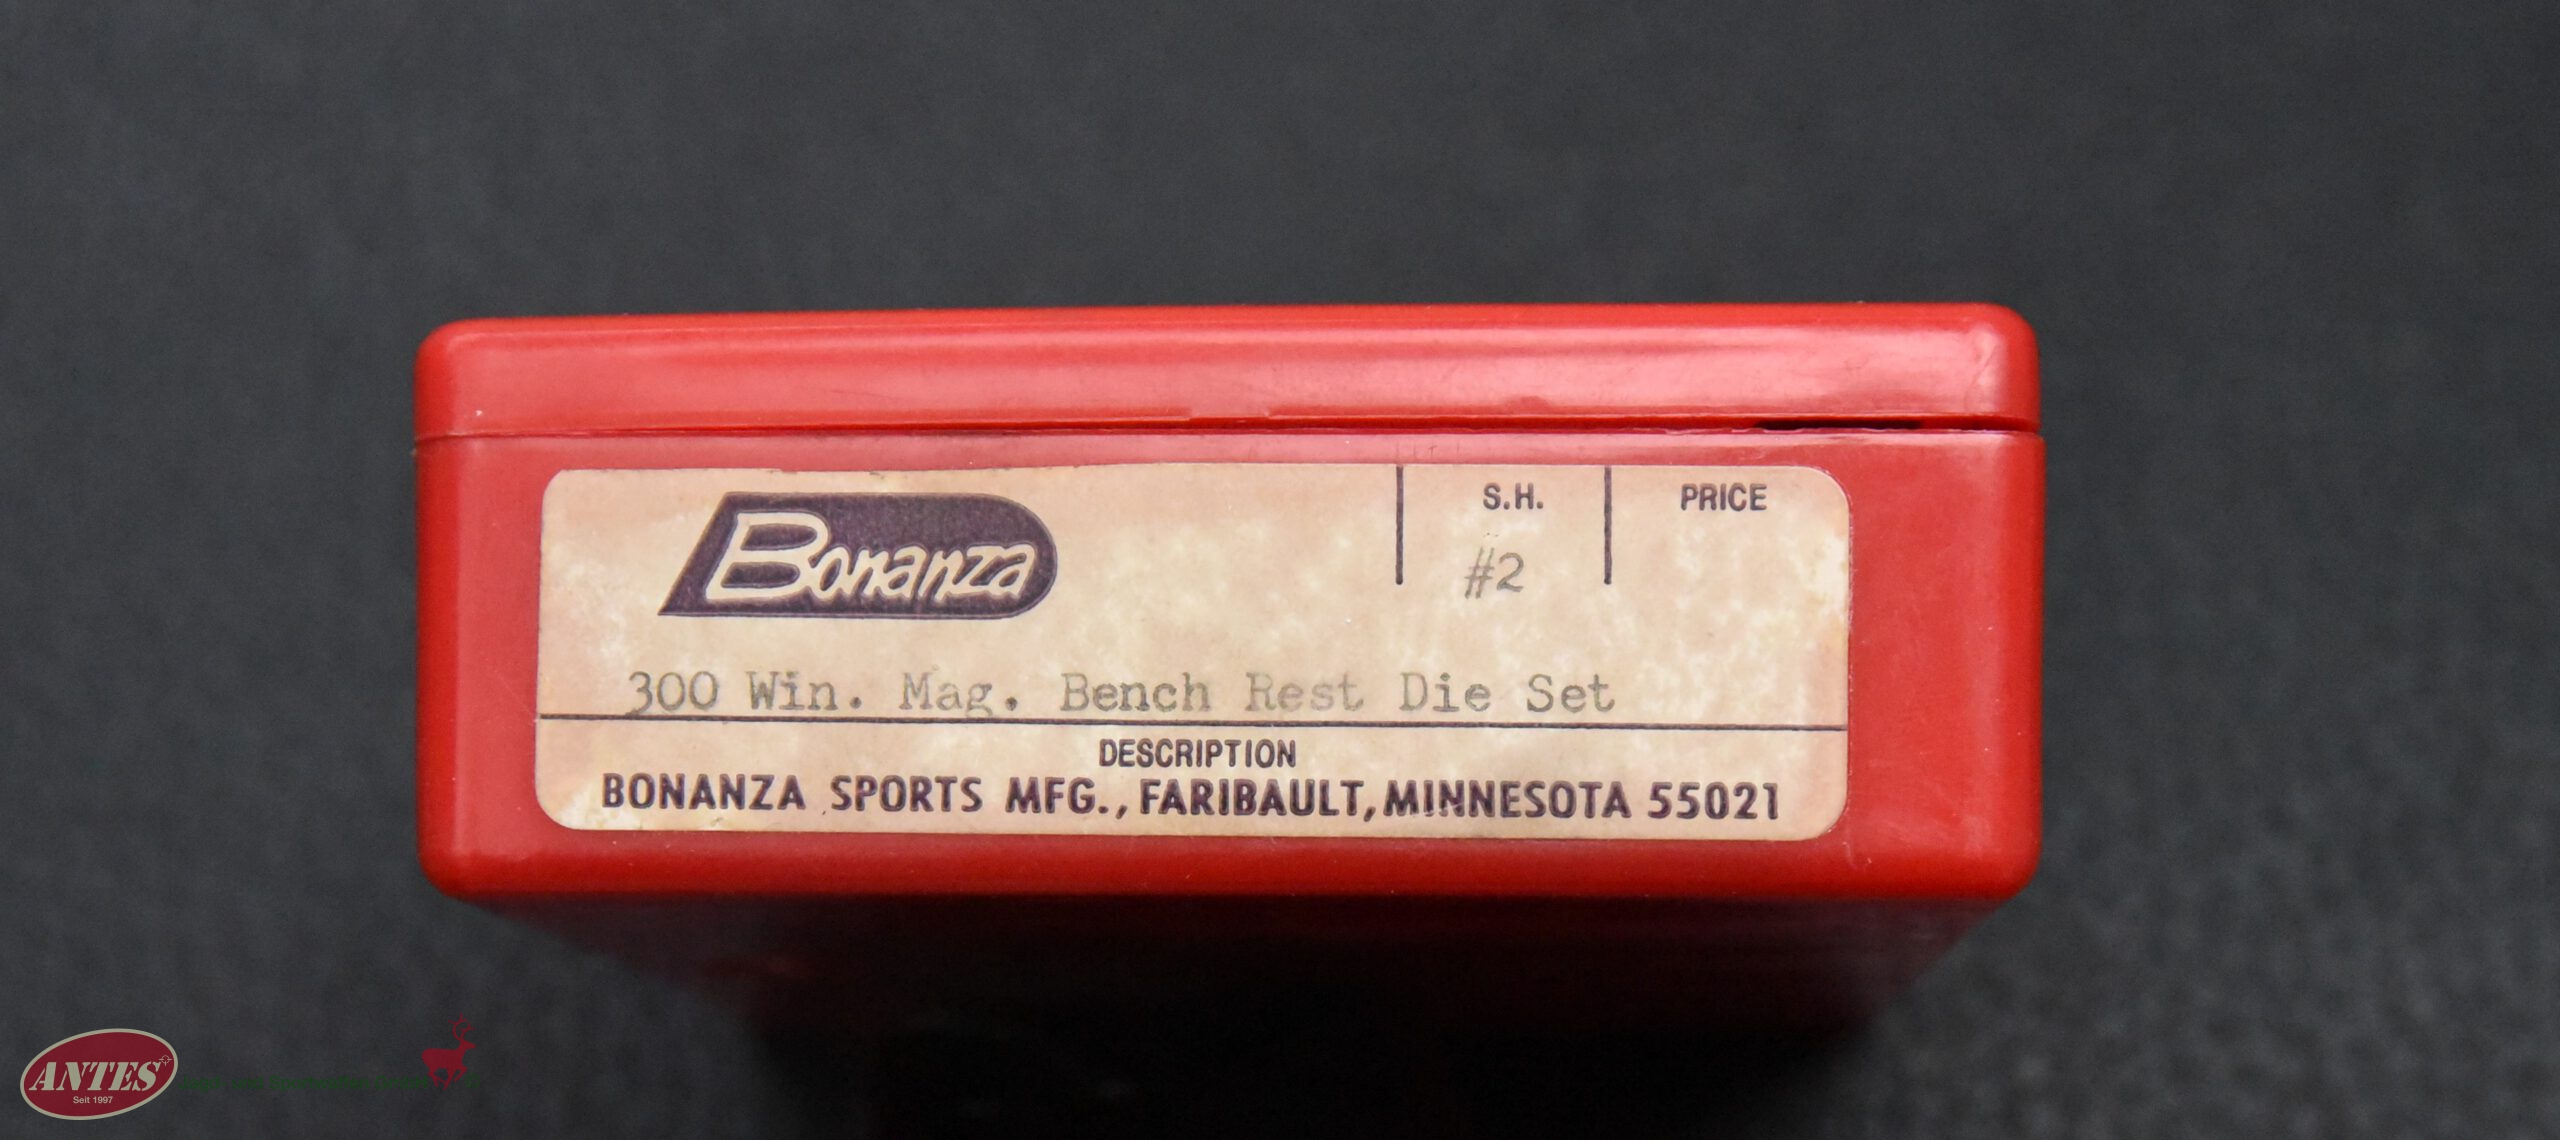 Bonanza
S.H.
PRICE
#2
300 Win. Mag. Bench Rest Die Set
DESCRIPTION
BONANZA SPORTS MFG., FARIBAULT, MINNESOTA 55021
ANTES
Seit 1997